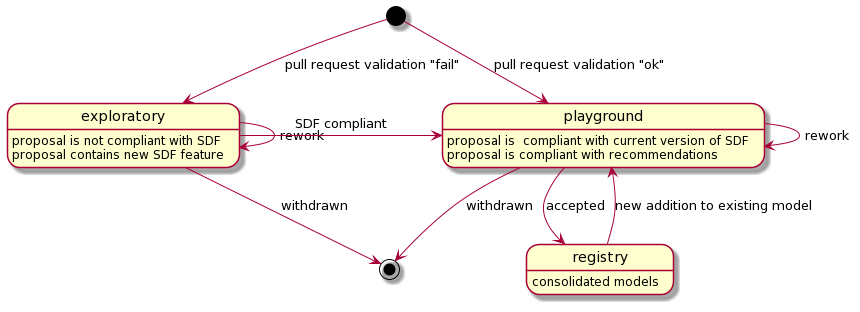 pull request validation "fail"
pull request validation "ok"
exploratory
proposal is not compliant with SDF
proposal contains new SDF feature
SDF compliant
rework
playground
proposal is  compliant with current version of SDF
proposal is compliant with recommendations
rework
withdrawn
withdrawn
accepted
new addition to existing model
registry
consolidated models